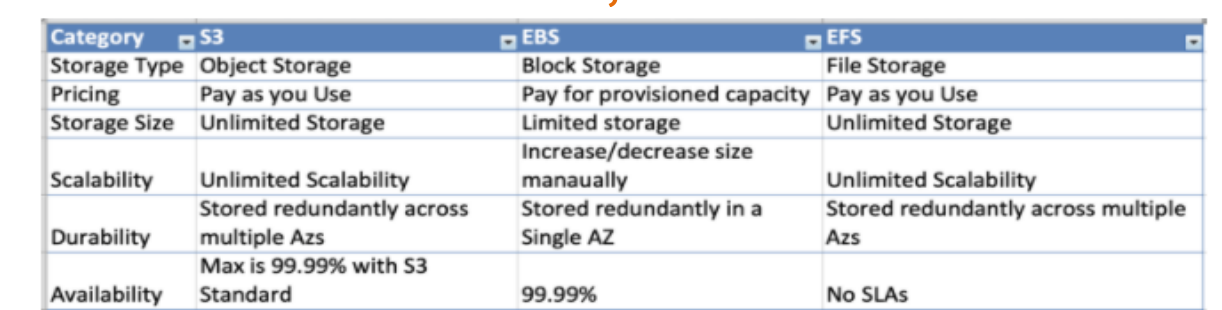 Category S3 EBS EFS
Storage Type Object Storage Block Storage File Storage
Pricing Pay as you Use Pay for provisioned capacity Pay as you Use
Storage Size Unlimited Storage Limited storage Unlimited Storage
Scalability Unlimited Scalability Increase/decrease size
manaually Unlimited Scalability
Durability Stored redundantly across
multiple Azs Stored redundantly in a
Single AZ Stored redundantly across multiple
Azs
Availability Max is 99.99% with S3
Standard 99.99% No SLAs